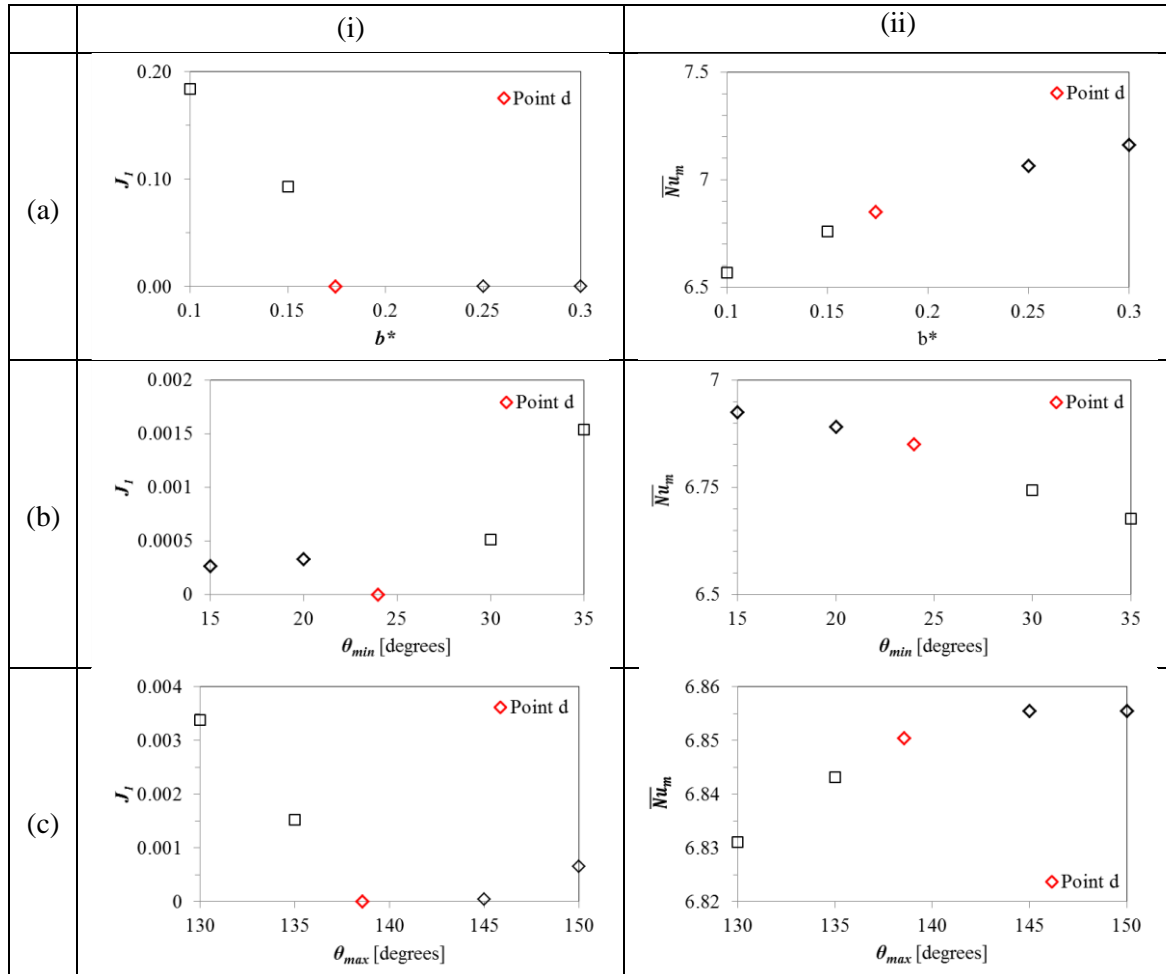 (i)
(ii)
(a)
0.20
0.10
0.00
J₁
Point d
0.1 0.15 0.2 0.25 0.3
b*
7.5
7
6.5
N̅u̅ₘ
Point d
0.1 0.15 0.2 0.25 0.3
b*
(b)
0.002
0.0015
0.001
0.0005
0
J₁
Point d
15 20 25 30 35
θmin [degrees]
7
6.75
6.5
N̅u̅ₘ
Point d
15 20 25 30 35
θmin [degrees]
(c)
0.004
0.003
0.002
0.001
0
J₁
Point d
130 135 140 145 150
θmax [degrees]
6.86
6.85
6.84
6.83
6.82
N̅u̅ₘ
Point d
130 135 140 145 150
θmax [degrees]